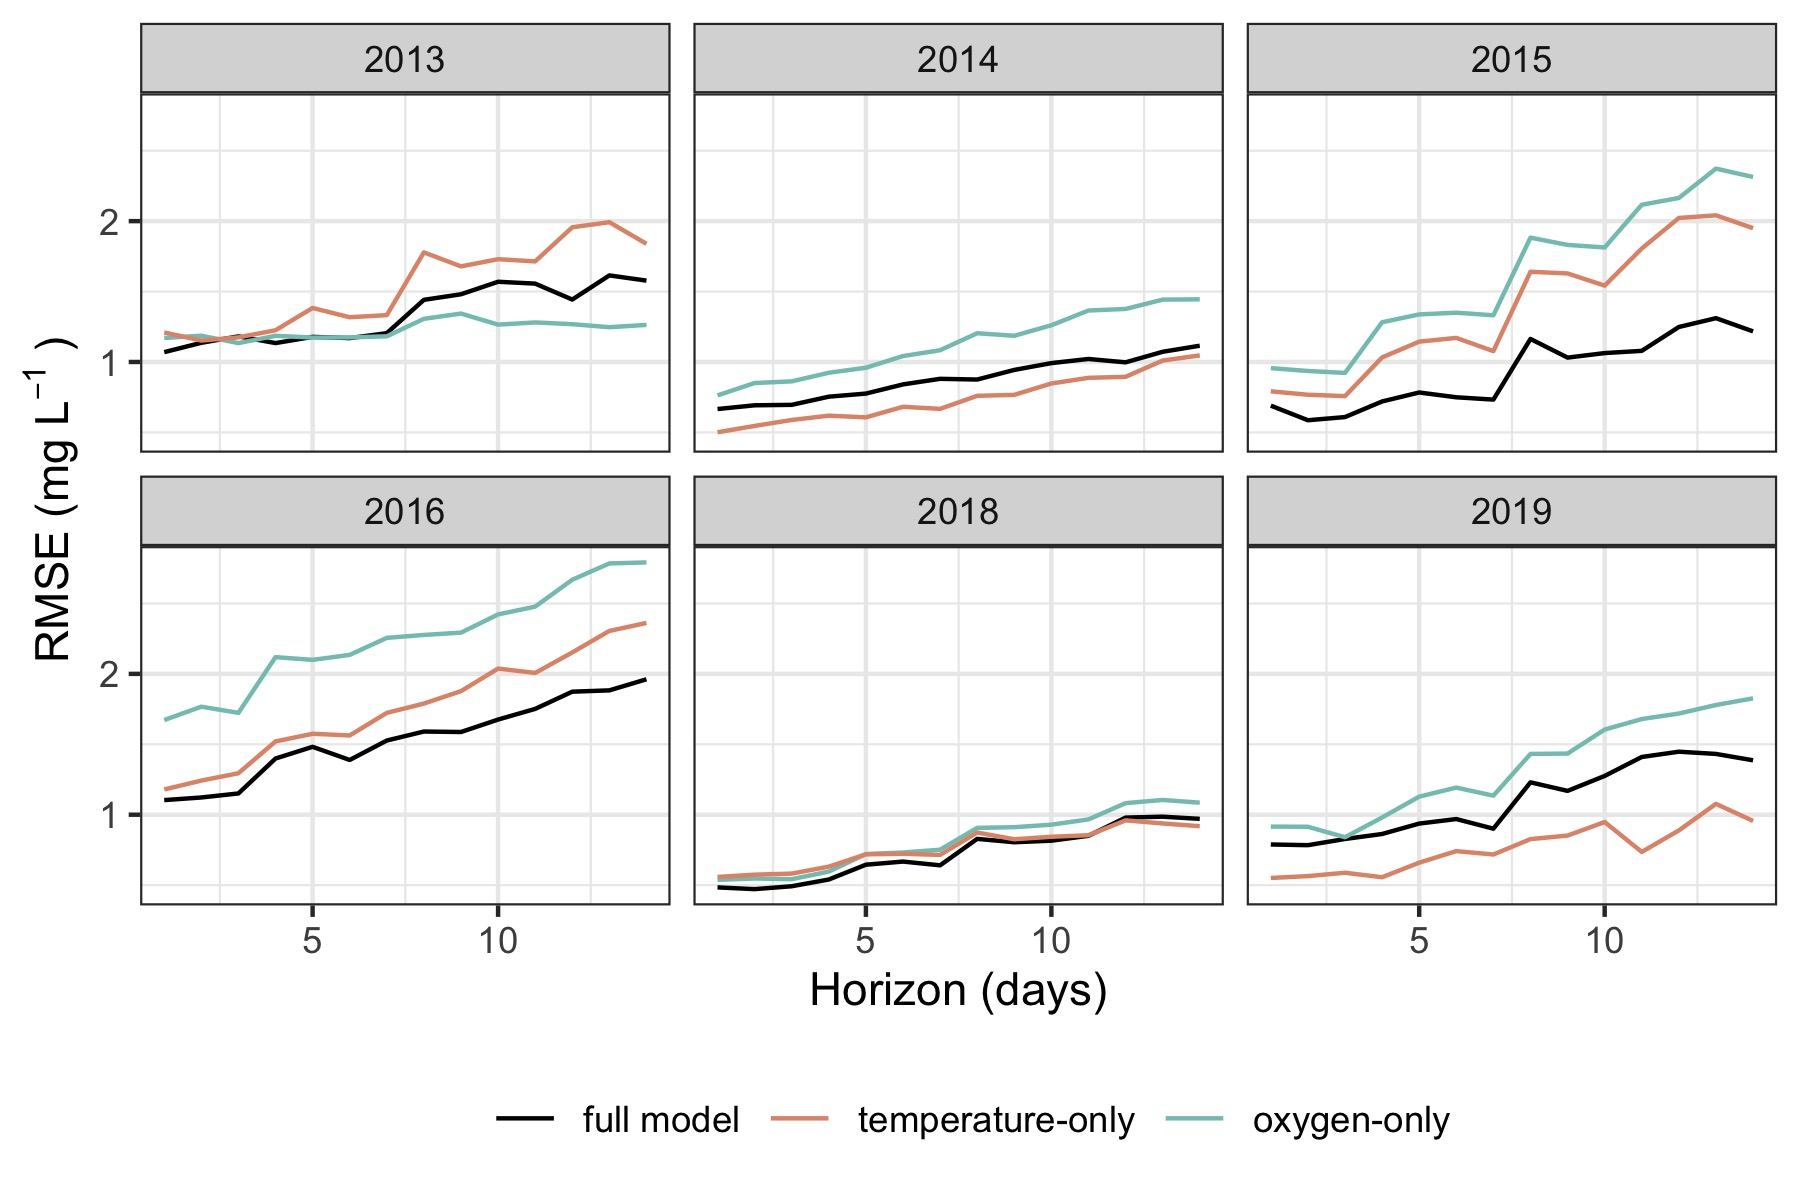 2013 2014 2015
2
1
RMSE (mg L⁻¹)
2016 2018 2019
2
1
5 10 5 10 5 10
Horizon (days)
full model temperature-only oxygen-only